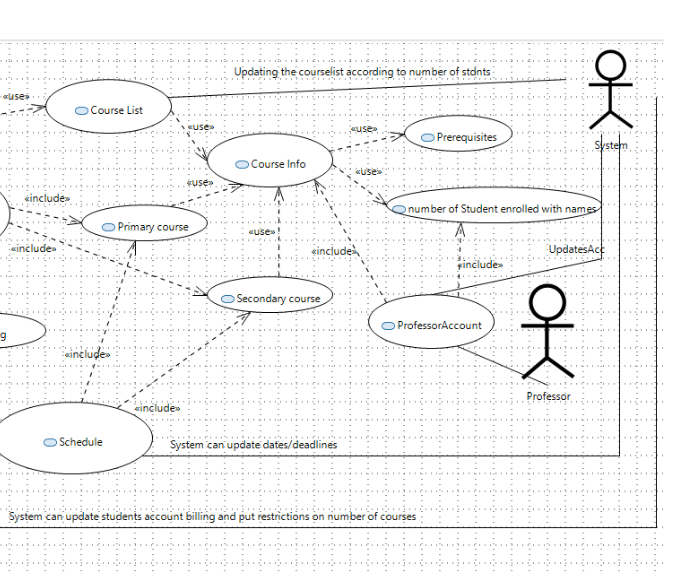 Updating the courselist according to number of stdnts
«use»
Course List
«use»
«use»
Prerequisites
System
Course Info
«use»
«use»
«include»
number of Student enrolled with names
Primary course
«use»
«include»
«include»
UpdatesAcc
«include»
Secondary course
ProfessorAccount
g
«include»
Professor
«include»
Schedule
System can update dates/deadlines
System can update students account billing and put restrictions on number of courses